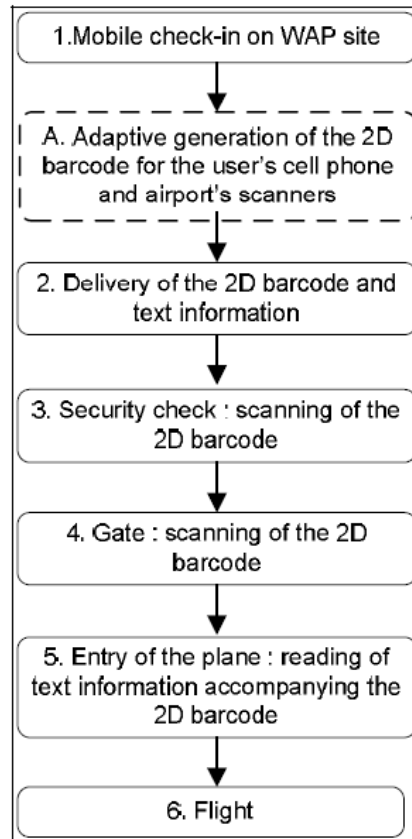 1.Mobile check-in on WAP site
A. Adaptive generation of the 2D
barcode for the user's cell phone
and airport's scanners
2. Delivery of the 2D barcode and
text information
3. Security check : scanning of the
2D barcode
4. Gate : scanning of the 2D
barcode
5. Entry of the plane : reading of
text information accompanying the
2D barcode
6. Flight